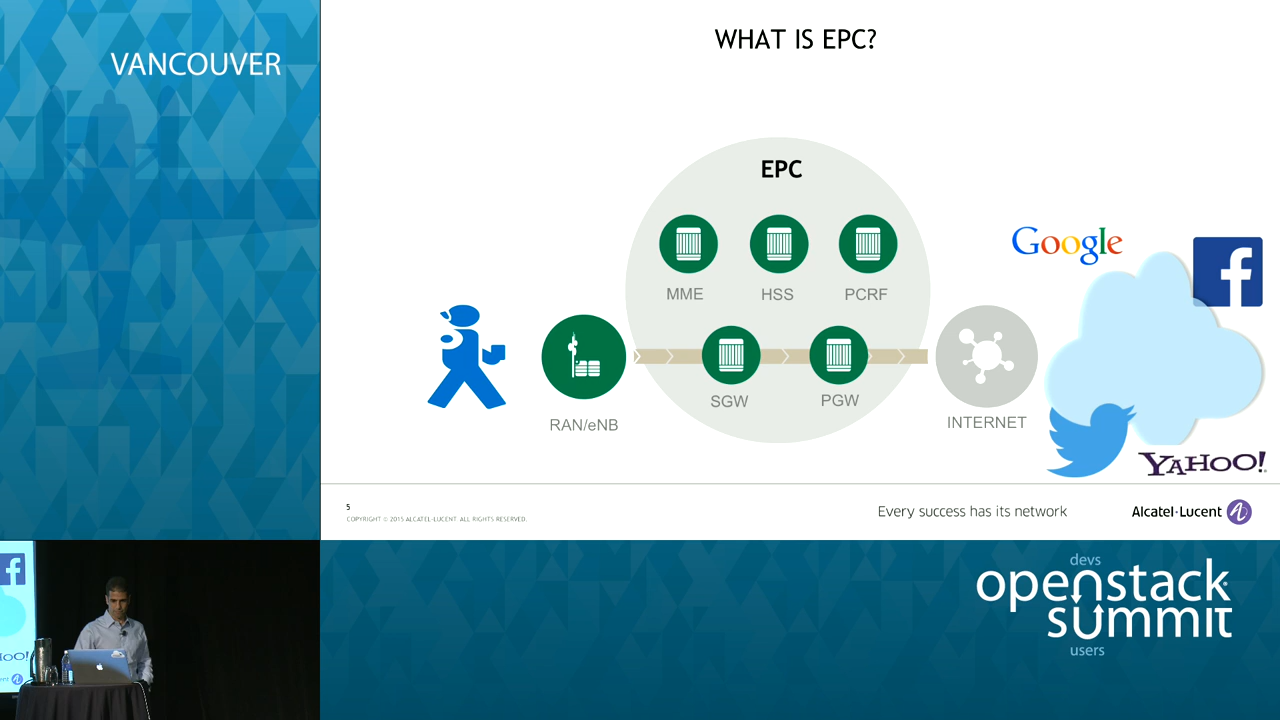 VANCOUVER
WHAT IS EPC?
EPC
MME
HSS
PCRF
SGW
PGW
RAN/eNB
INTERNET
Google
f
YAHOO!
5
COPYRIGHT © 2015 ALCATEL-LUCENT. ALL RIGHTS RESERVED.
Every success has its network
Alcatel·Lucent
devs
openstack
summit
users